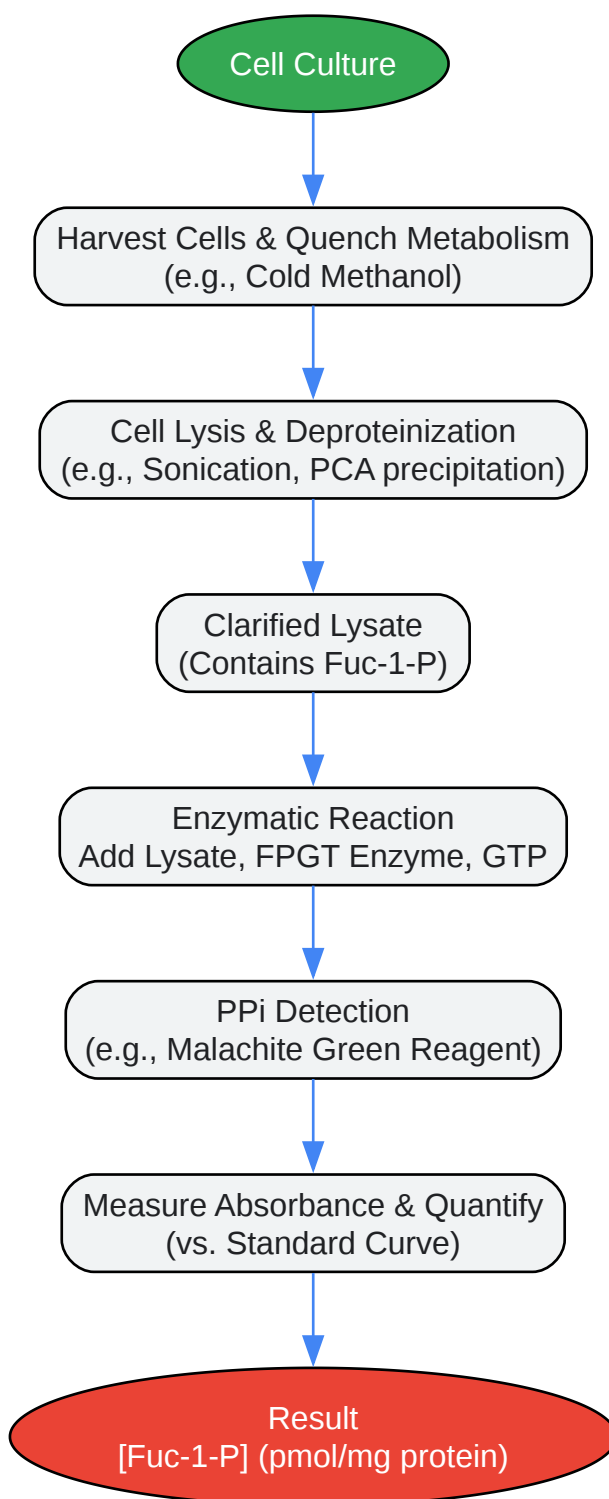 Cell Culture
Harvest Cells & Quench Metabolism
(e.g., Cold Methanol)
Cell Lysis & Deproteinization
(e.g., Sonication, PCA precipitation)
Clarified Lysate
(Contains Fuc-1-P)
Enzymatic Reaction
Add Lysate, FPGT Enzyme, GTP
PPi Detection
(e.g., Malachite Green Reagent)
Measure Absorbance & Quantify
(vs. Standard Curve)
Result
[Fuc-1-P] (pmol/mg protein)